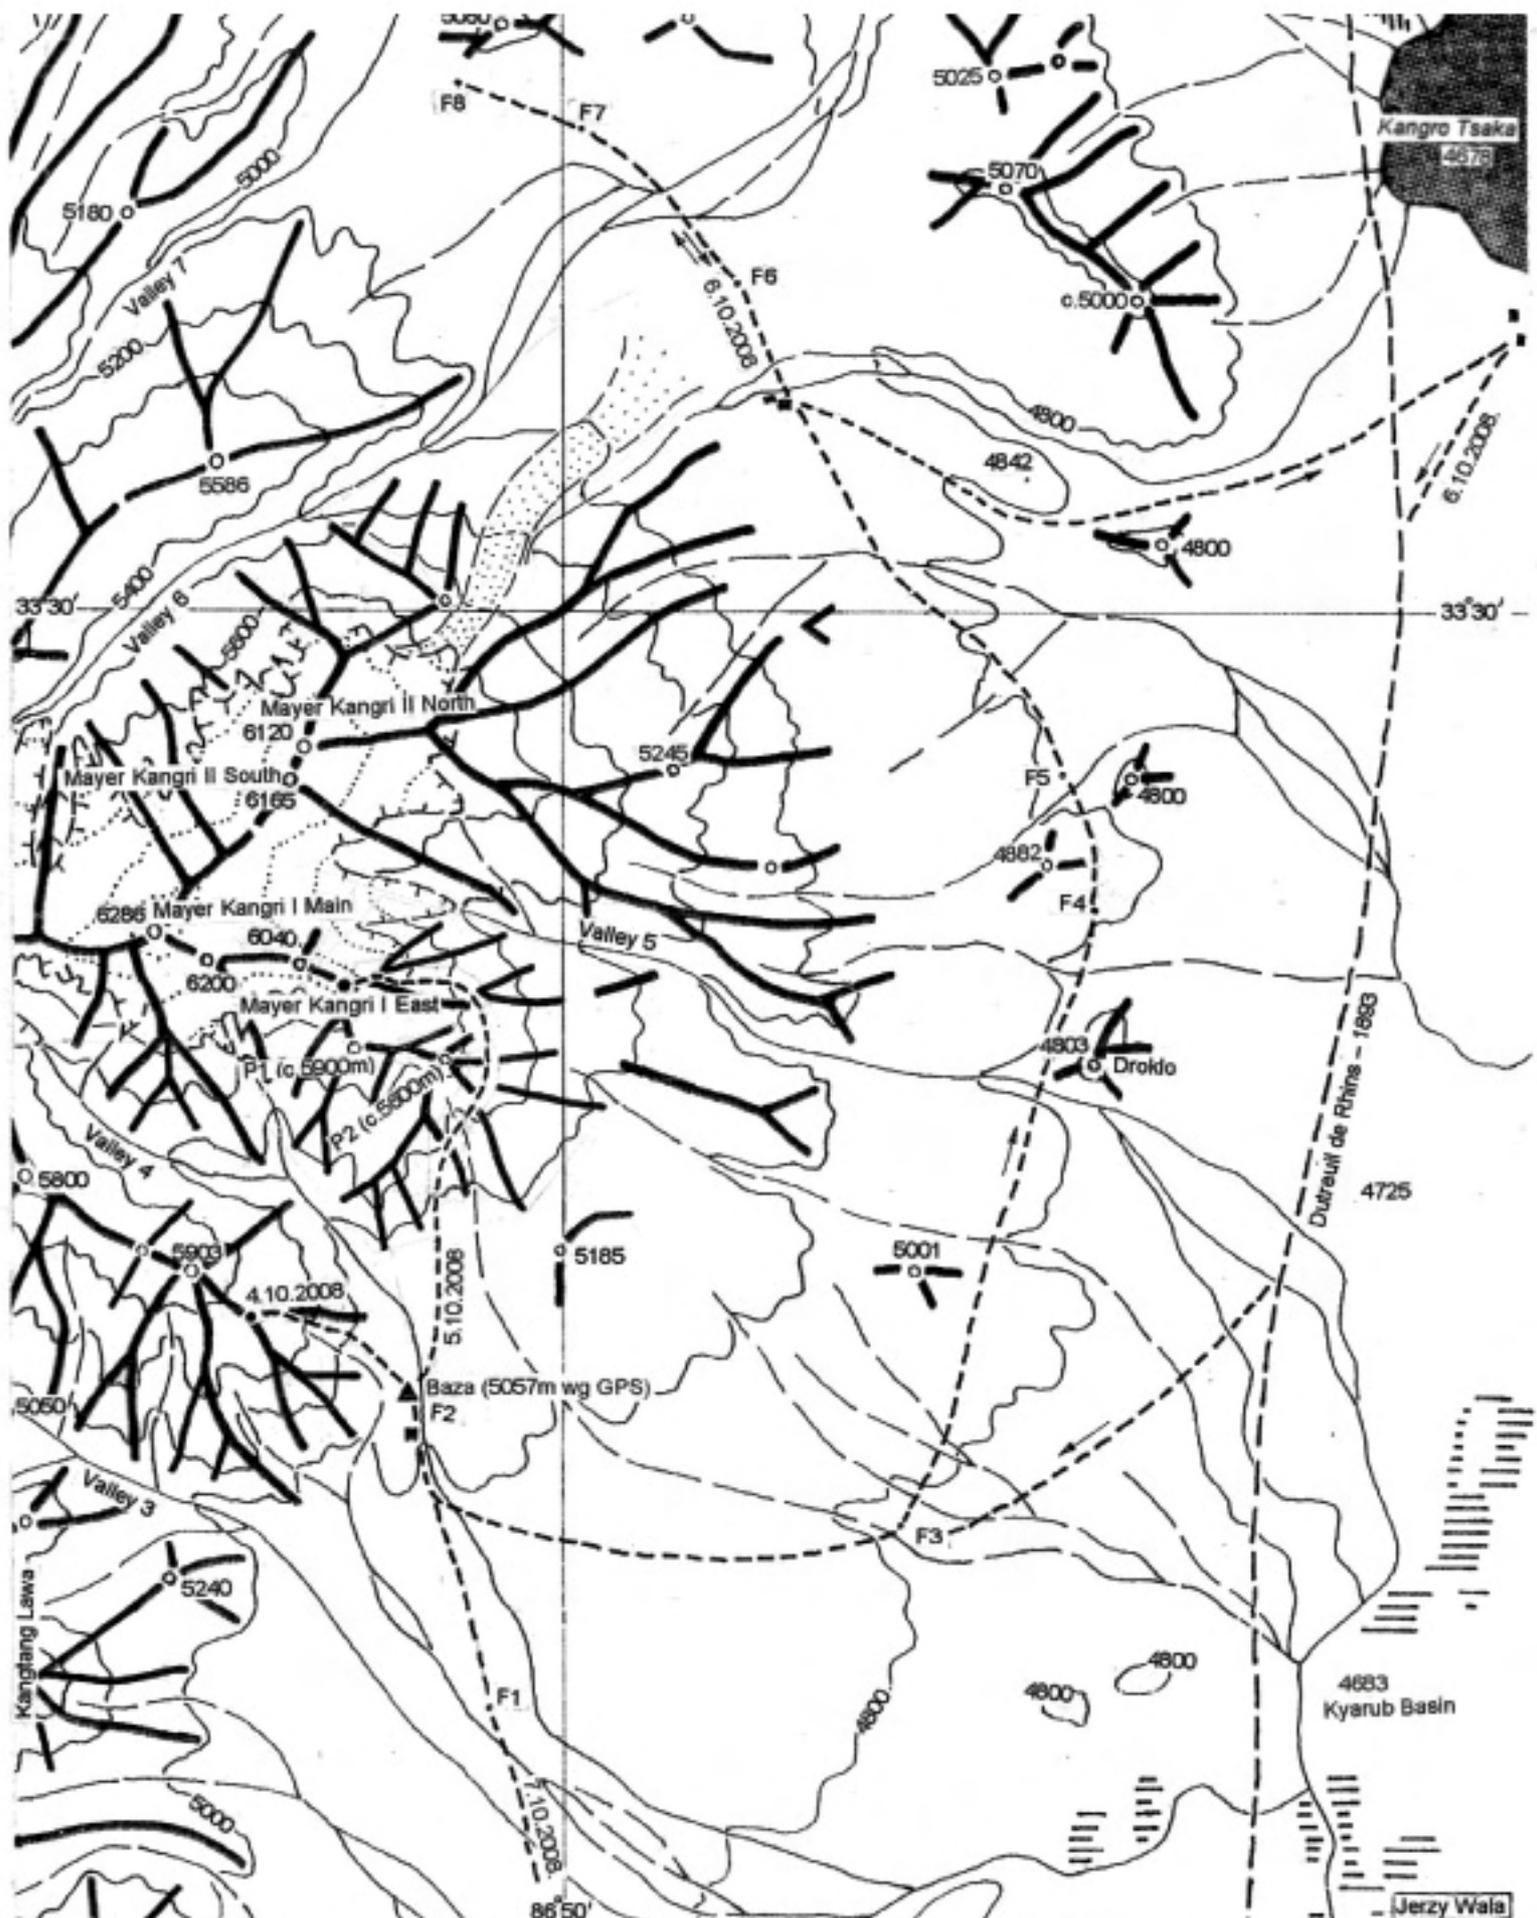 5060
F8
F7
5025
Kangro Tsaka
4678
5070
5180
5000
Valley 7
F6
6.10.2008
c.5000
5200
4800
5586
4842
6.10.2008.
4800
5400
Valley 6
33°30'
33°30'
5600
Mayer Kangri II North
6120
Mayer Kangri II South
6165
5245
F5
4800
4882
F4
6286
Mayer Kangri I Main
6040
6200
Valley 5
Mayer Kangri I East
P1 (c.5900m)
P2 (c.5600m)
4803
Droklo
Dutreuil de Rhins - 1893
Valley 4
5800
4725
5903
5185
5001
4.10.2008
5.10.2008
Baza (5057m wg GPS)
F2
5050
Valley 3
F3
5240
Kangtang Lawa
F1
4800
4800
4800
4683
Kyarub Basin
5000
7.10.2008
86°50'
Jerzy Wala